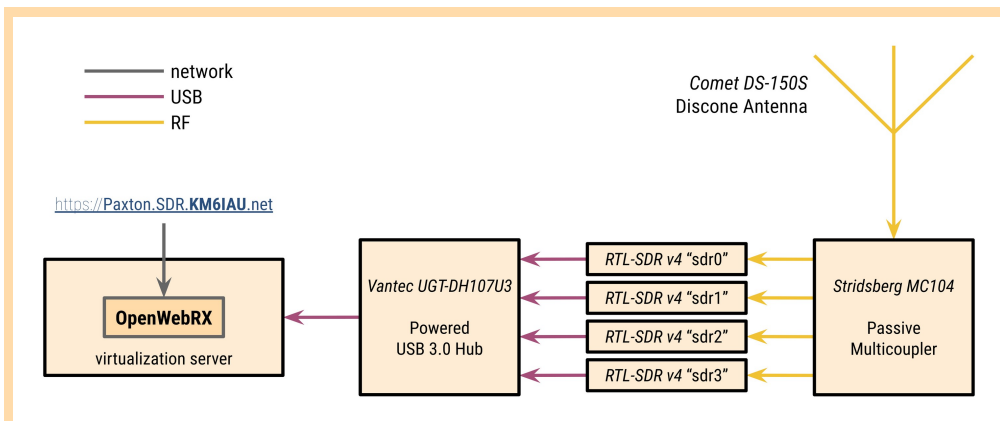 network
USB
RF
Comet DS-150S
Discone Antenna
https://Paxton.SDR.KM6IAU.net
OpenWebRX
virtualization server
Vantec UGT-DH107U3
Powered
USB 3.0 Hub
RTL-SDR v4 “sdr0”
RTL-SDR v4 “sdr1”
RTL-SDR v4 “sdr2”
RTL-SDR v4 “sdr3”
Stridsberg MC104
Passive
Multicoupler